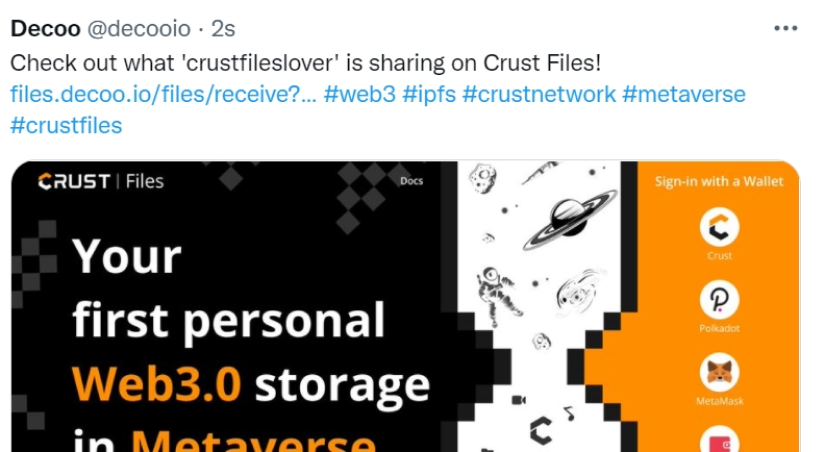 Decoo @decooio · 2s
Check out what 'crustfileslover' is sharing on Crust Files!
files.decoo.io/files/receive?... #web3 #ipfs #crustnetwork #metaverse
#crustfiles
CRUST | Files
Docs
Sign-in with a Wallet
Your
first personal
Web3.0 storage
in Metaverse
Crust
Polkadot
MetaMask